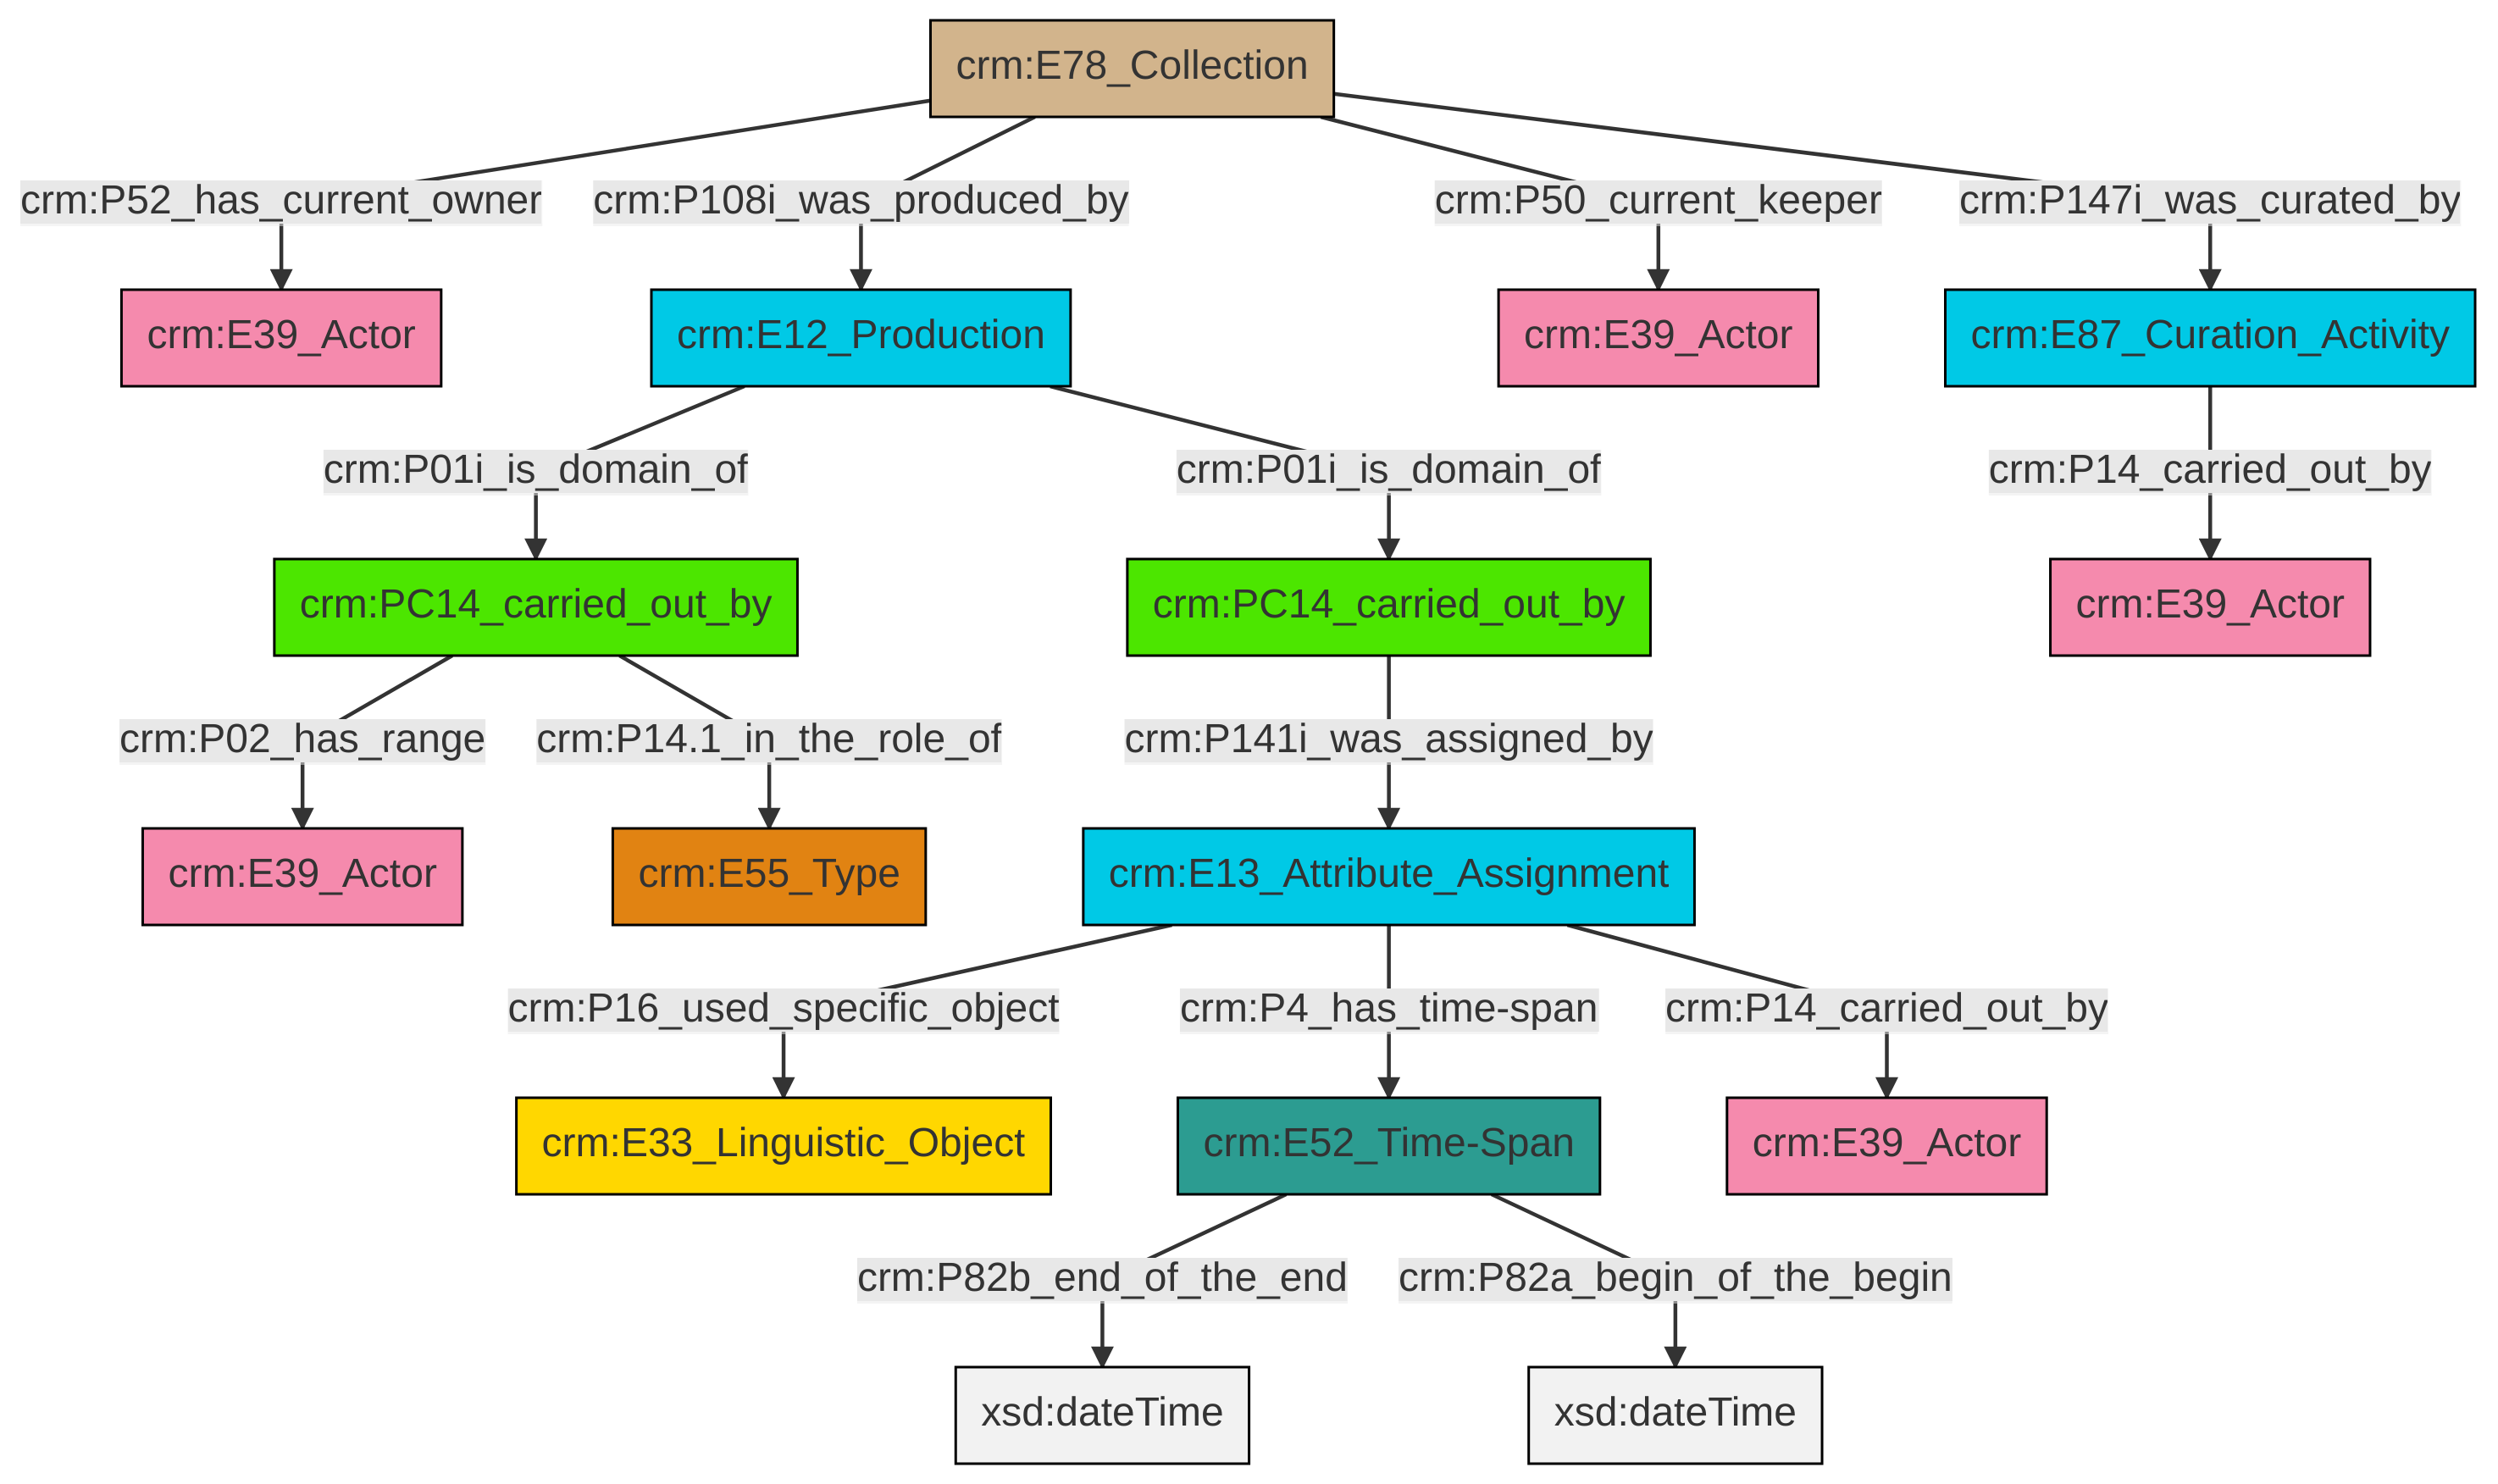 crm:E78_Collection
crm:P52_has_current_owner
crm:P108i_was_produced_by
crm:P50_current_keeper
crm:P147i_was_curated_by
crm:E39_Actor
crm:E12_Production
crm:E39_Actor
crm:E87_Curation_Activity
crm:P01i_is_domain_of
crm:P01i_is_domain_of
crm:P14_carried_out_by
crm:PC14_carried_out_by
crm:PC14_carried_out_by
crm:E39_Actor
crm:P02_has_range
crm:P14.1_in_the_role_of
crm:P141i_was_assigned_by
crm:E39_Actor
crm:E55_Type
crm:E13_Attribute_Assignment
crm:P16_used_specific_object
crm:P4_has_time-span
crm:P14_carried_out_by
crm:E33_Linguistic_Object
crm:E52_Time-Span
crm:E39_Actor
crm:P82b_end_of_the_end
crm:P82a_begin_of_the_begin
xsd:dateTime
xsd:dateTime